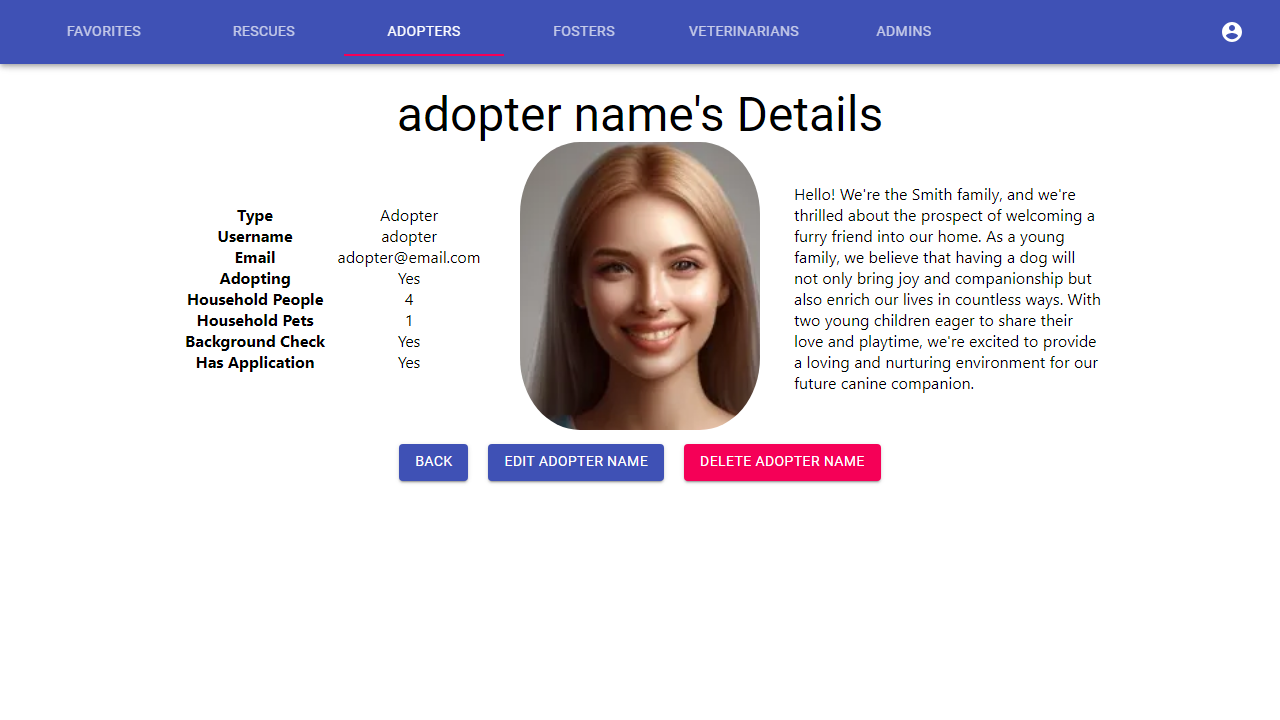 FAVORITES RESCUES ADOPTERS FOSTERS VETERINARIANS ADMINS
adopter name's Details
Type Adopter
Username adopter
Email adopter@email.com
Adopting Yes
Household People 4
Household Pets 1
Background Check Yes
Has Application Yes
Hello! We're the Smith family, and we're
thrilled about the prospect of welcoming a
furry friend into our home. As a young
family, we believe that having a dog will
not only bring joy and companionship but
also enrich our lives in countless ways. With
two young children eager to share their
love and playtime, we're excited to provide
a loving and nurturing environment for our
future canine companion.
BACK EDIT ADOPTER NAME DELETE ADOPTER NAME